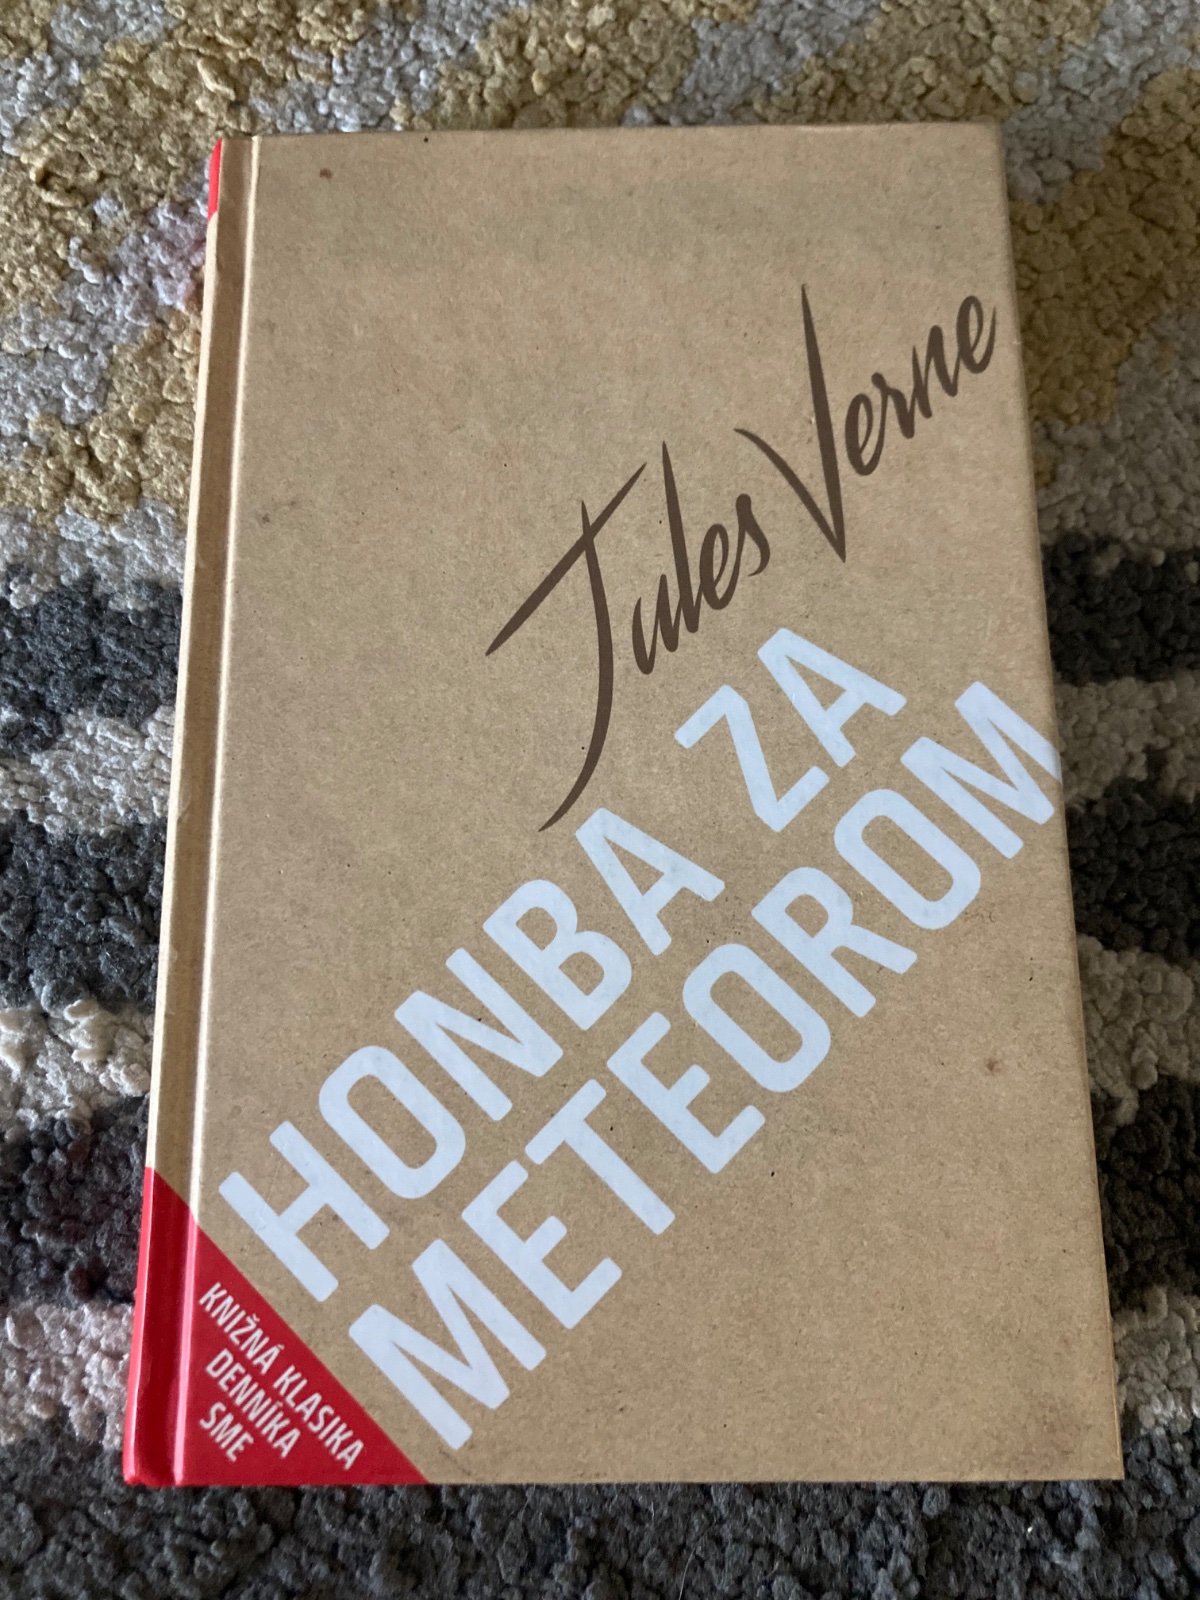 Jules Verne
HONBA ZA
METEOROM
KNIŽNÁ KLASIKA
DENNÍKA
SME